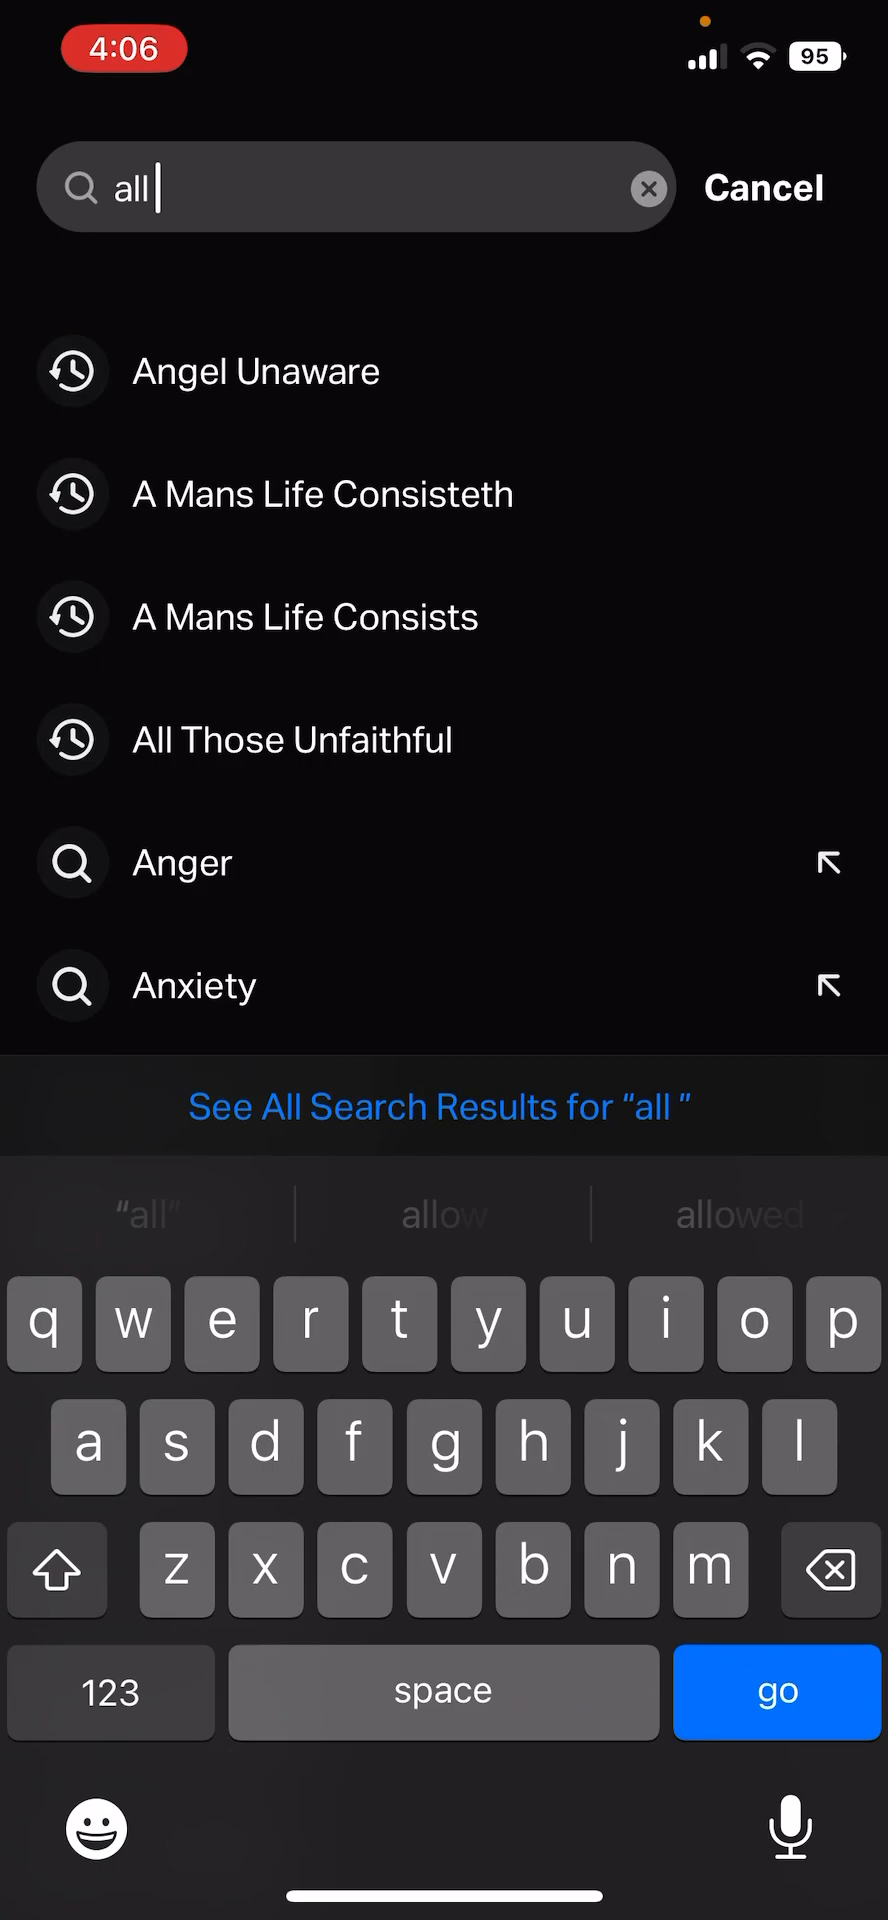 4:06
95
all
Cancel
Angel Unaware
A Mans Life Consisteth
A Mans Life Consists
All Those Unfaithful
Anger
Anxiety
See All Search Results for “all ”
“all” allow allowed
q w e r t y u i o p
a s d f g h j k l
z x c v b n m
123 space go